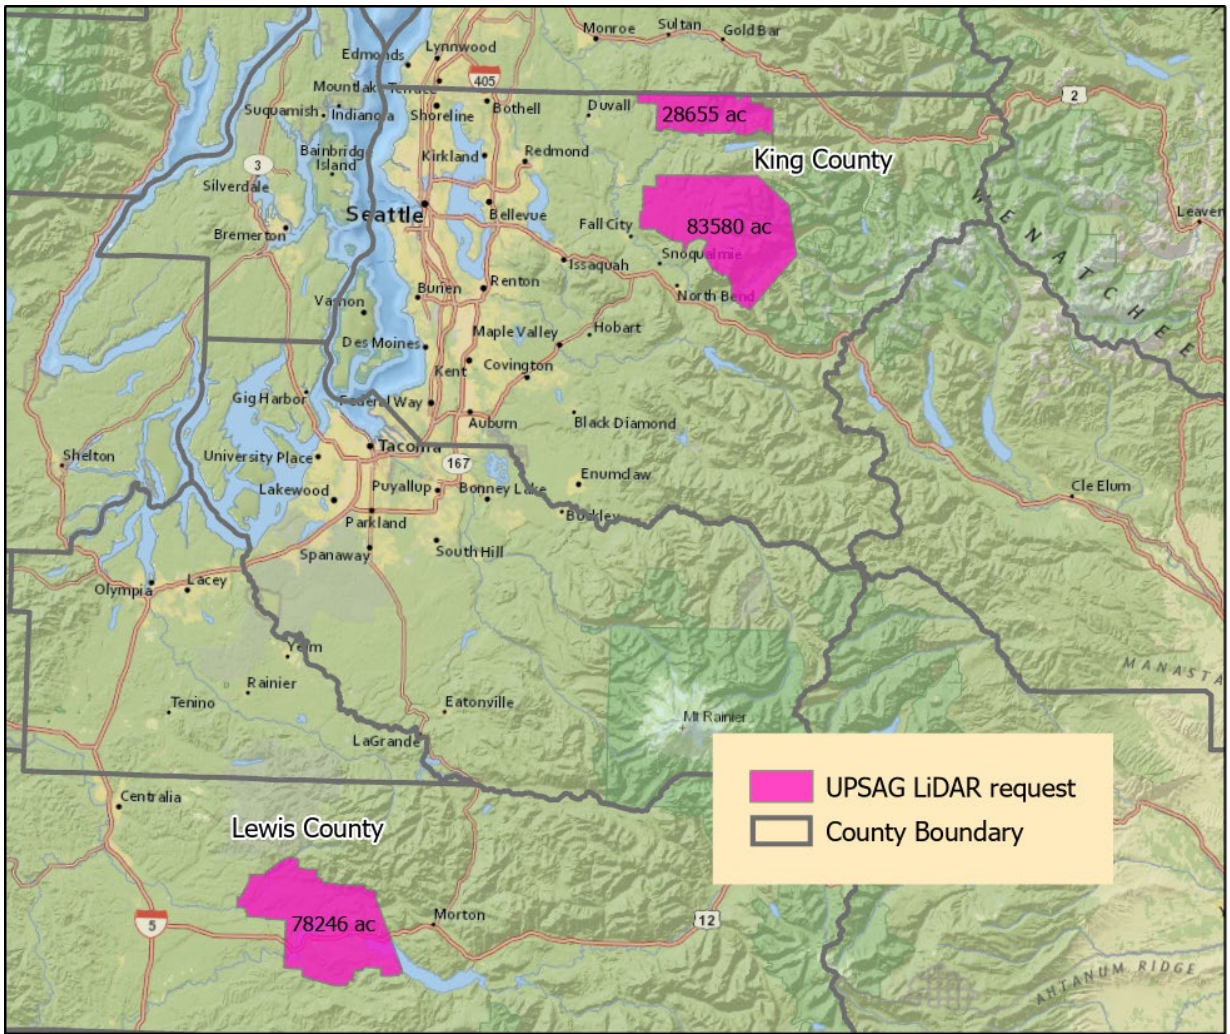 Monroe
Sultan
Gold Bar
Edmonds
Lynnwood
405
Mountlake Terrace
Suquamish
Indianola
Shoreline
Bothell
Duvall
28655 ac
2
King County
Bainbridge
Island
Kirkland
Redmond
3
Silverdale
Seattle
Bellevue
Fall City
83580 ac
WENATCHEE
Leaven
Bremerton
Issaquah
Snoqualmie
Burien
Renton
North Bend
Vashon
Des Moines
Maple Valley
Hobart
Kent
Covington
Gig Harbor
Federal Way
Auburn
Black Diamond
Shelton
University Place
Tacoma
167
Lakewood
Puyallup
Bonney Lake
Enumclaw
Cle Elum
Parkland
Buckley
Spanaway
South Hill
Olympia
Lacey
Yelm
Rainier
Tenino
Eatonville
MANASTA
LaGrande
Mt Rainier
Centralia
UPSAG LiDAR request
County Boundary
Lewis County
78246 ac
5
Morton
12
AHTANUM RIDGE